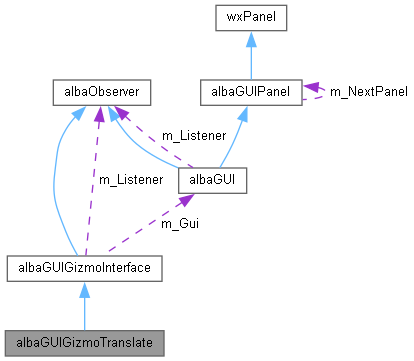 wxPanel
albaObserver
albaGUIPanel
m_NextPanel
m_Listener
m_Listener
albaGUI
m_Gui
albaGUIGizmoInterface
albaGUIGizmoTranslate